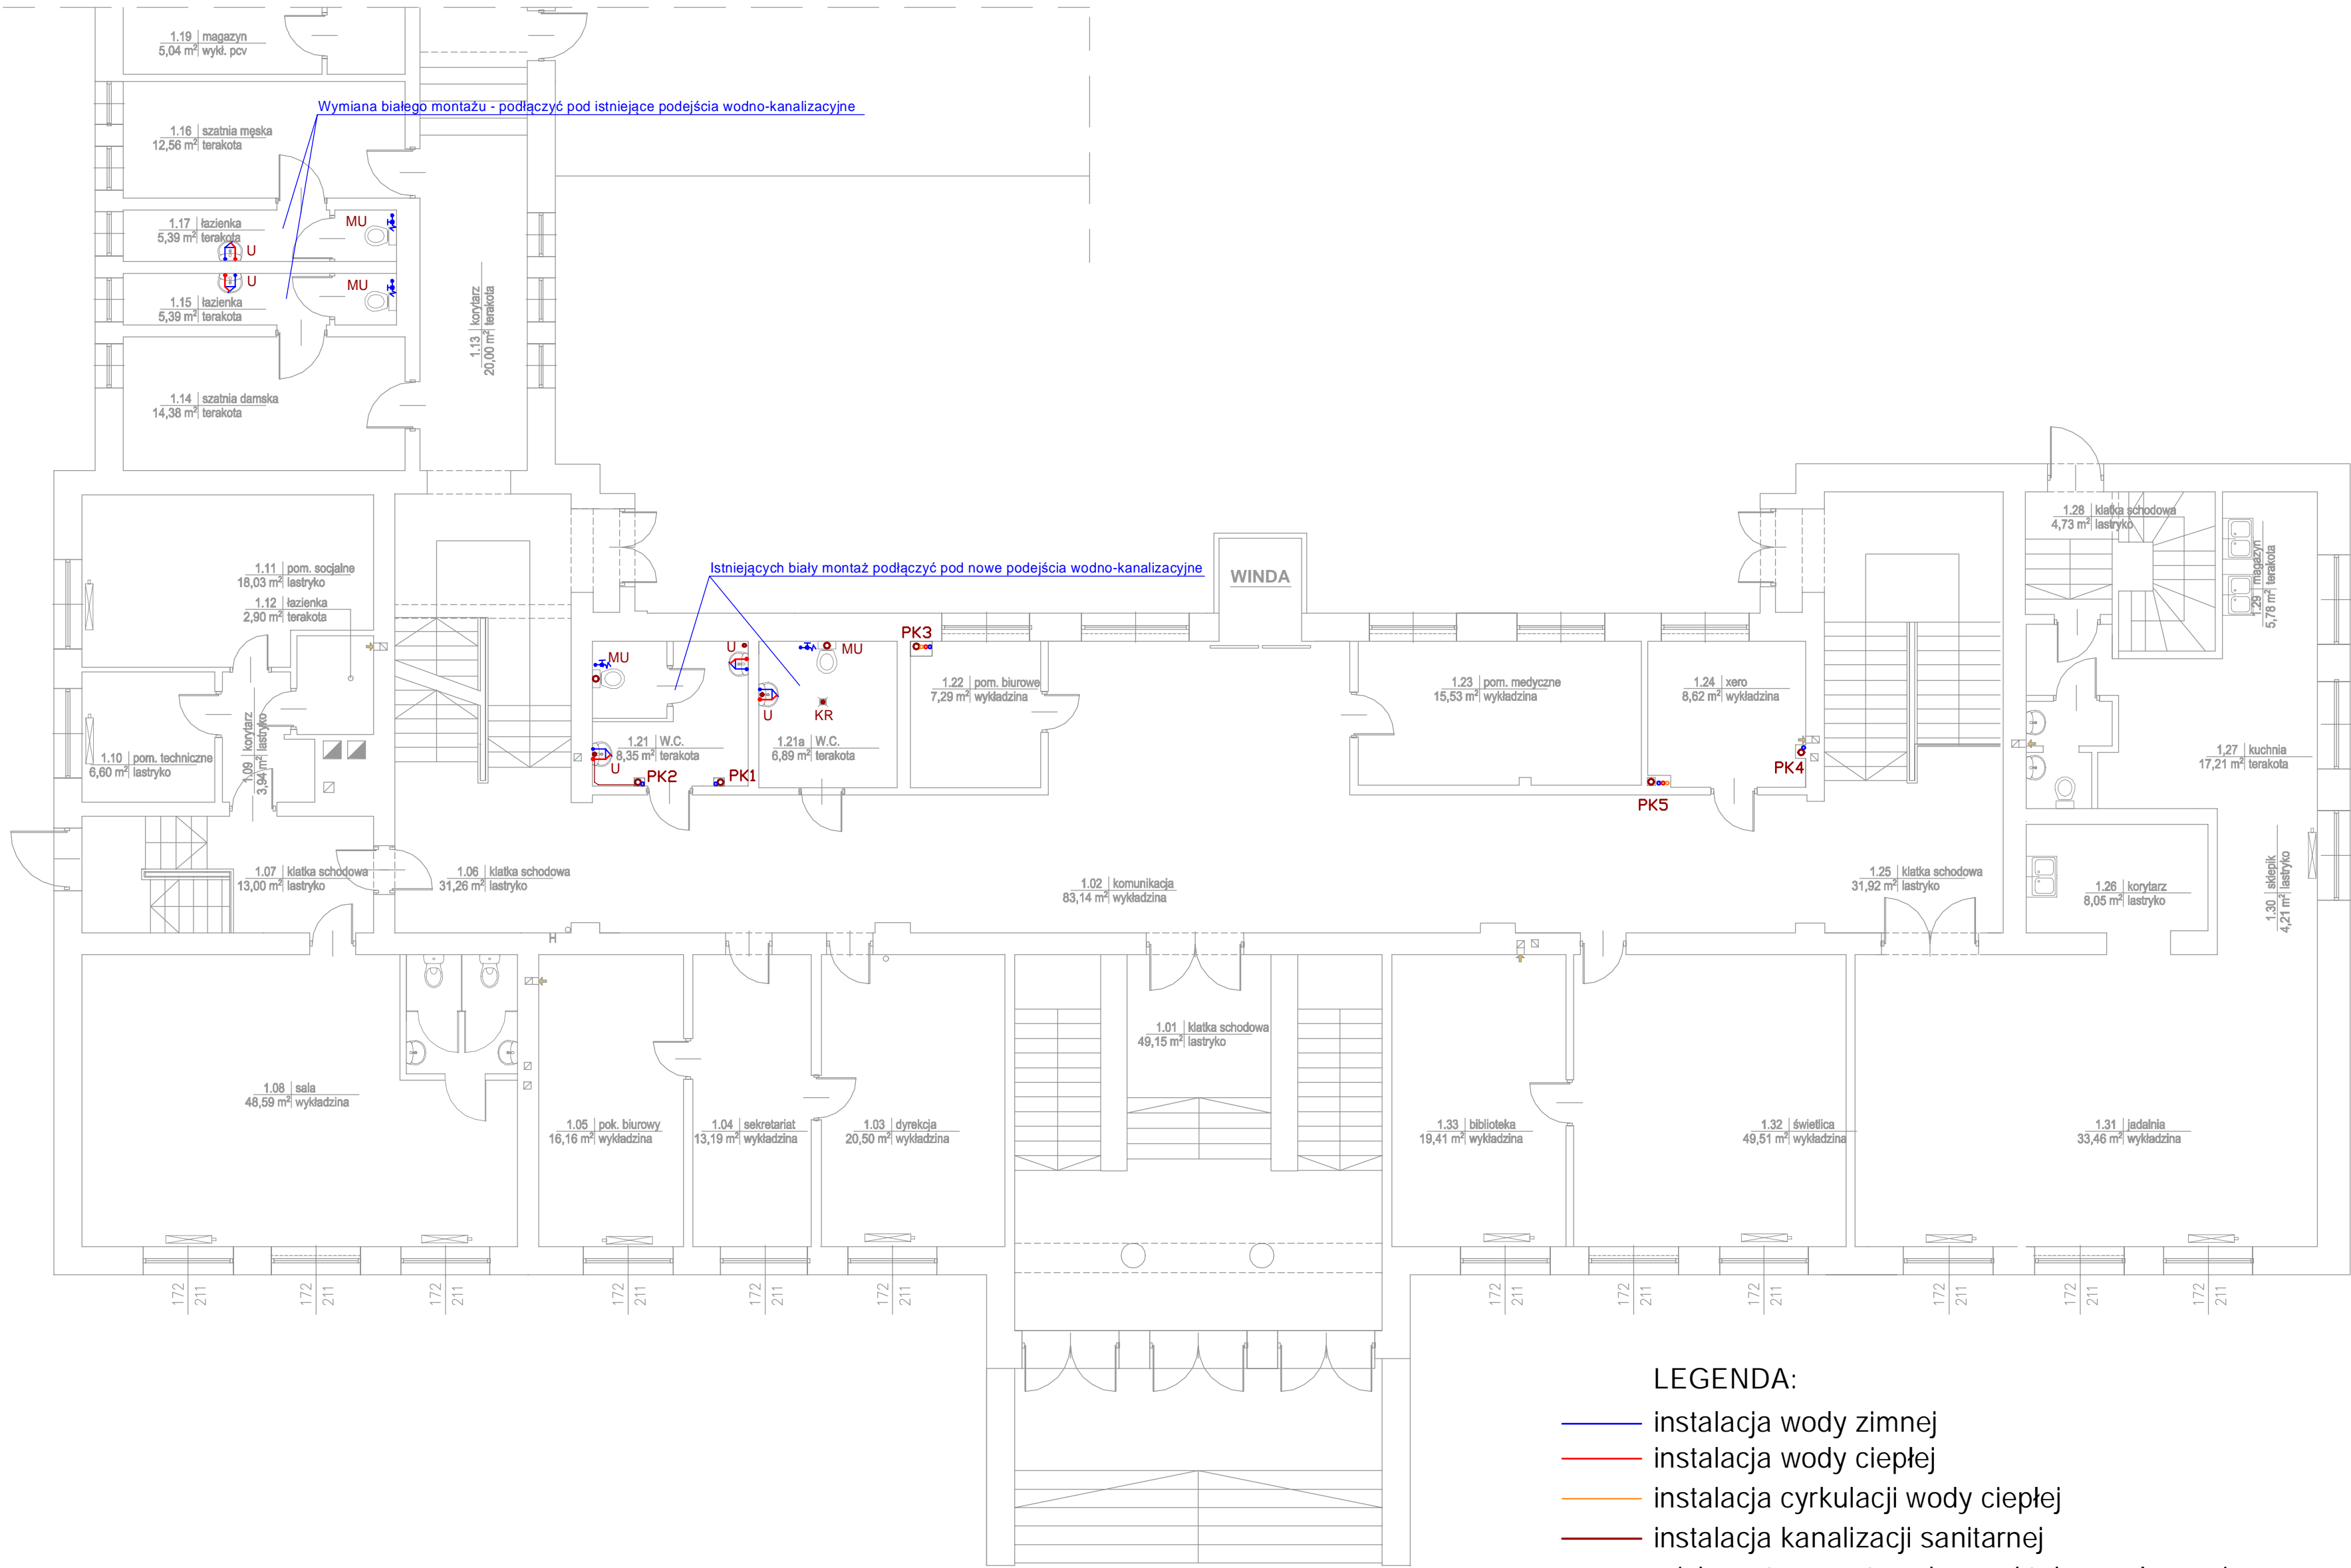 1.19 magazyn
5,04 m² wykł. pcv
Wymiana białego montażu - podłączyć pod istniejące podejścia wodno-kanalizacyjne
1.16 szatnia męska
12,56 m² terakota
1.17 łazienka
5,39 m² terakota
MU
U
U
MU
1.15 łazienka
5,39 m² terakota
1.13 korytarz
20,00 m² terakota
1.14 szatnia damska
14,38 m² terakota
1.11 pom. socjalne
18,03 m² lastryko
1.12 łazienka
2,90 m² terakota
Istniejących biały montaż podłączyć pod nowe podejścia wodno-kanalizacyjne
WINDA
1.28 klatka schodowa
4,73 m² lastryko
1.29 magazyn
5,78 m² terakota
MU
U
MU
PK3
U
KR
1.22 pom. biurowe
7,29 m² wykładzina
1.23 pom. medyczne
15,53 m² wykładzina
1.24 xero
8,62 m² wykładzina
1.10 pom. techniczne
6,60 m² lastryko
1.09 korytarz
3,94 m² lastryko
1.21 W.C.
8,35 m² terakota
1.21a W.C.
6,89 m² terakota
U
PK2
PK1
PK4
PK5
1,27 kuchnia
17,21 m² terakota
1.07 klatka schodowa
13,00 m² lastryko
1.06 klatka schodowa
31,26 m² lastryko
1.02 komunikacja
83,14 m² wykładzina
1.25 klatka schodowa
31,92 m² lastryko
1.26 korytarz
8,05 m² lastryko
1.30 sklepik
4,21 m² lastryko
H
1.01 klatka schodowa
49,15 m² lastryko
1.08 sala
48,59 m² wykładzina
1.05 pok. biurowy
16,16 m² wykładzina
1.04 sekretariat
13,19 m² wykładzina
1.03 dyrekcja
20,50 m² wykładzina
1.33 biblioteka
19,41 m² wykładzina
1.32 świetlica
49,51 m² wykładzina
1.31 jadalnia
33,46 m² wykładzina
172
211
172
211
172
211
172
211
172
211
172
211
172
211
172
211
172
211
172
211
172
211
172
211
LEGENDA:
instalacja wody zimnej
instalacja wody ciepłej
instalacja cyrkulacji wody ciepłej
instalacja kanalizacji sanitarnej